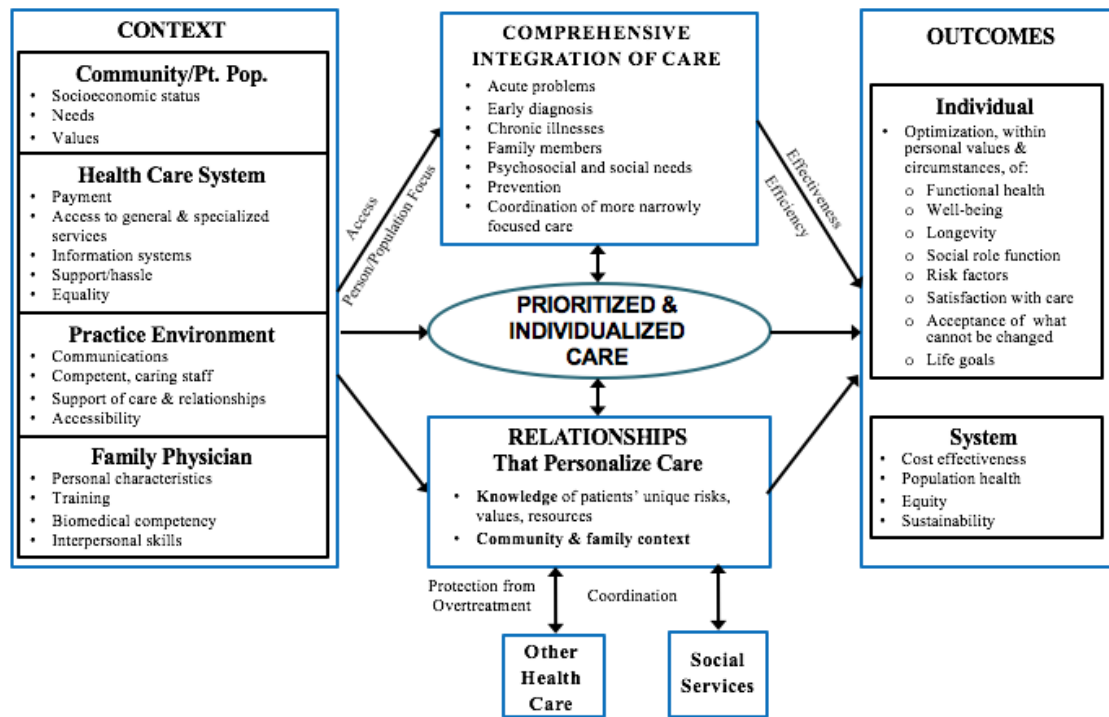 CONTEXT
Community/Pt. Pop.
• Socioeconomic status
• Needs
• Values
Health Care System
• Payment
• Access to general & specialized
services
• Information systems
• Support/hassle
• Equality
Practice Environment
• Communications
• Competent, caring staff
• Support of care & relationships
• Accessibility
Family Physician
• Personal characteristics
• Training
• Biomedical competency
• Interpersonal skills
Access
Person/Population Focus
COMPREHENSIVE
INTEGRATION OF CARE
• Acute problems
• Early diagnosis
• Chronic illnesses
• Family members
• Psychosocial and social needs
• Prevention
• Coordination of more narrowly
focused care
PRIORITIZED &
INDIVIDUALIZED
CARE
RELATIONSHIPS
That Personalize Care
• Knowledge of patients’ unique risks,
values, resources
• Community & family context
Protection from
Overtreatment
Coordination
Other
Health
Care
Social
Services
Effectiveness
Efficiency
OUTCOMES
Individual
• Optimization, within
personal values &
circumstances, of:
o Functional health
o Well-being
o Longevity
o Social role function
o Risk factors
o Satisfaction with care
o Acceptance of what
cannot be changed
o Life goals
System
• Cost effectiveness
• Population health
• Equity
• Sustainability